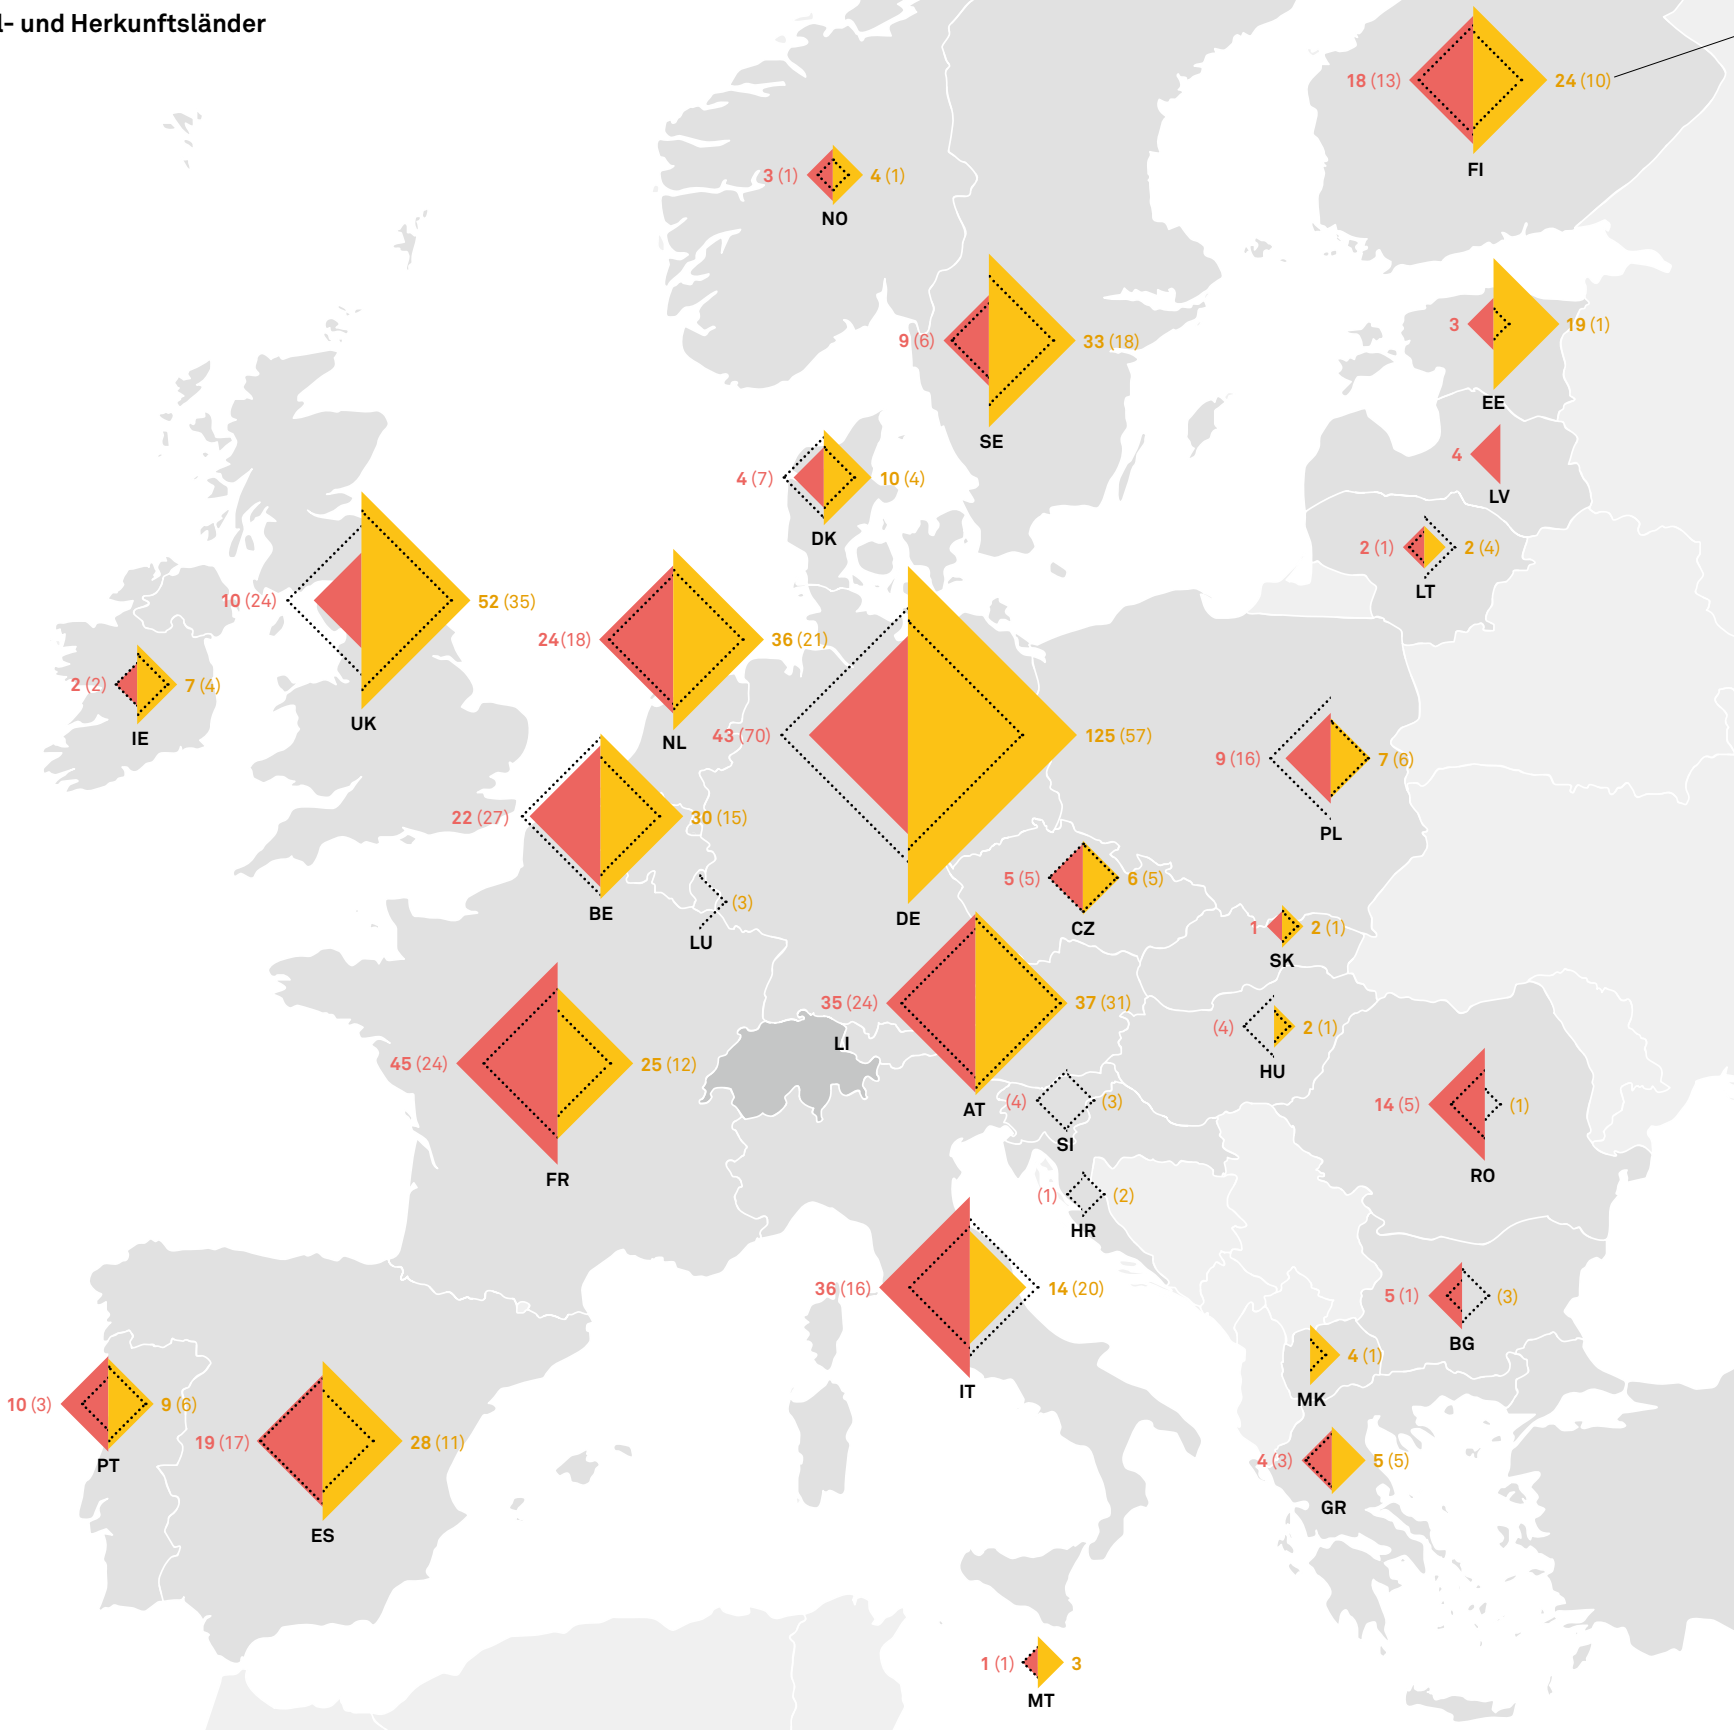 - und Herkunftsländer
18 (13) 24 (10)
FI
3 (1) 4 (1)
NO
9 (6) 33 (18)
SE
3 19 (1)
EE
4
LV
4 (7) 10 (4)
DK
2 (1) 2 (4)
LT
10 (24) 52 (35)
UK
24 (18) 36 (21)
NL
2 (2) 7 (4)
IE
43 (70) 125 (57)
DE
9 (16) 7 (6)
PL
22 (27) 30 (15)
BE
(3)
LU
5 (5) 6 (5)
CZ
1 2 (1)
SK
35 (24) 37 (31)
AT
LI
(4) 2 (1)
HU
45 (24) 25 (12)
FR
(4) (3)
SI
14 (5) (1)
RO
(1) (2)
HR
36 (16) 14 (20)
IT
5 (1) (3)
BG
4 (1)
MK
10 (3) 9 (6)
PT
19 (17) 28 (11)
ES
4 (3) 5 (5)
GR
1 (1) 3
MT